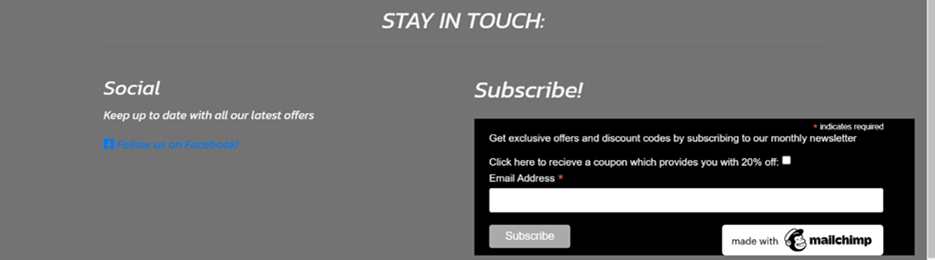 STAY IN TOUCH:
Social
Keep up to date with all our latest offers
Follow us on Facebook!
Subscribe!
* indicates required
Get exclusive offers and discount codes by subscribing to our monthly newsletter
Click here to recieve a coupon which provides you with 20% off:
Email Address *
Subscribe
made with mailchimp